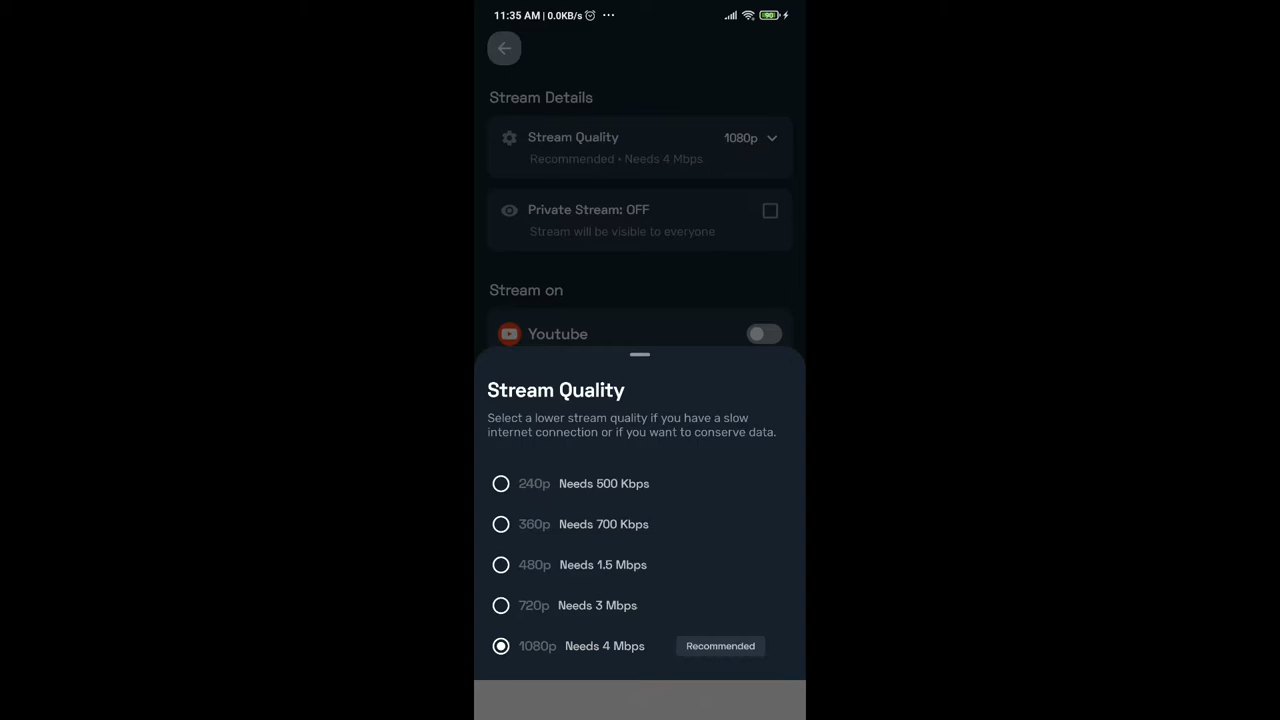 11:35 AM | 0.0KB/s ... 90
Stream Details
Stream Quality 1080p
Recommended • Needs 4 Mbps
Private Stream: OFF
Stream will be visible to everyone
Stream on
Youtube
Stream Quality
Select a lower stream quality if you have a slow
internet connection or if you want to conserve data.
240p Needs 500 Kbps
360p Needs 700 Kbps
480p Needs 1.5 Mbps
720p Needs 3 Mbps
1080p Needs 4 Mbps Recommended